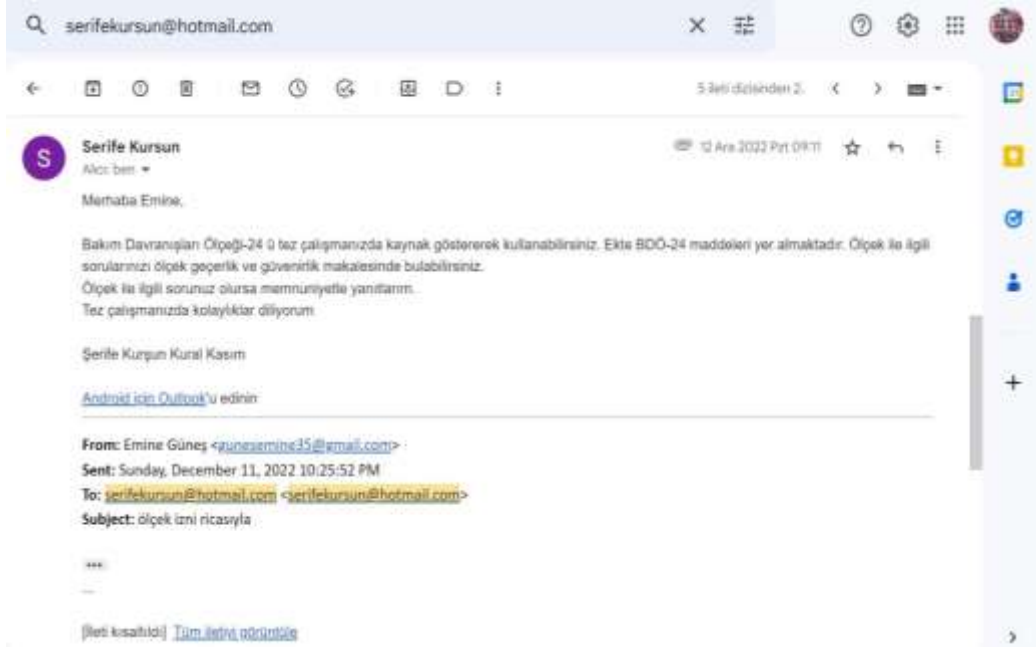 serifekursun@hotmail.com
5 ileti dizisinden 2.
S
Serife Kursun
12 Ara 2022 Pzt 09:11
Alıcı: ben
Merhaba Emine,
Bakım Davranışları Ölçeği-24 ü tez çalışmanızda kaynak göstererek kullanabilirsiniz. Ekte BDÖ-24 maddeleri yer almaktadır. Ölçek ile ilgili
sorularınızı ölçek geçerlik ve güvenirlik makalesinde bulabilirsiniz.
Ölçek ile ilgili sorunuz olursa memnuniyetle yanıtlarım.
Tez çalışmanızda kolaylıklar diliyorum
Şerife Kurşun Kural Kasım
Android için Outlook'u edinin
From: Emine Güneş <gunesemine35@gmail.com>
Sent: Sunday, December 11, 2022 10:25:52 PM
To: serifekursun@hotmail.com <serifekursun@hotmail.com>
Subject: ölçek izni ricasıyla
...
[İleti kısaltıldı] Tüm iletiyi görüntüle